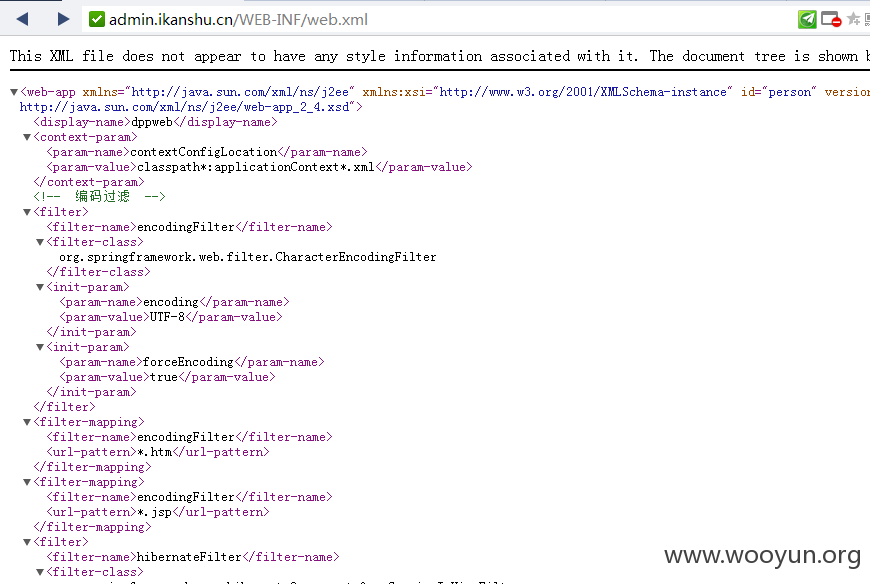 admin.ikanshu.cn/WEB-INF/web.xml
This XML file does not appear to have any style information associated with it. The document tree is shown b
<web-app xmlns="http://java.sun.com/xml/ns/j2ee" xmlns:xsi="http://www.w3.org/2001/XMLSchema-instance" id="person" version
http://java.sun.com/xml/ns/j2ee/web-app_2_4.xsd">
<display-name>dppweb</display-name>
<context-param>
<param-name>contextConfigLocation</param-name>
<param-value>classpath*:applicationContext*.xml</param-value>
</context-param>
<!-- 编码过滤 -->
<filter>
<filter-name>encodingFilter</filter-name>
<filter-class>
org.springframework.web.filter.CharacterEncodingFilter
</filter-class>
<init-param>
<param-name>encoding</param-name>
<param-value>UTF-8</param-value>
</init-param>
<init-param>
<param-name>forceEncoding</param-name>
<param-value>true</param-value>
</init-param>
</filter>
<filter-mapping>
<filter-name>encodingFilter</filter-name>
<url-pattern>*.htm</url-pattern>
</filter-mapping>
<filter-mapping>
<filter-name>encodingFilter</filter-name>
<url-pattern>*.jsp</url-pattern>
</filter-mapping>
<filter>
<filter-name>hibernateFilter</filter-name>
<filter-class>
www.wooyun.org